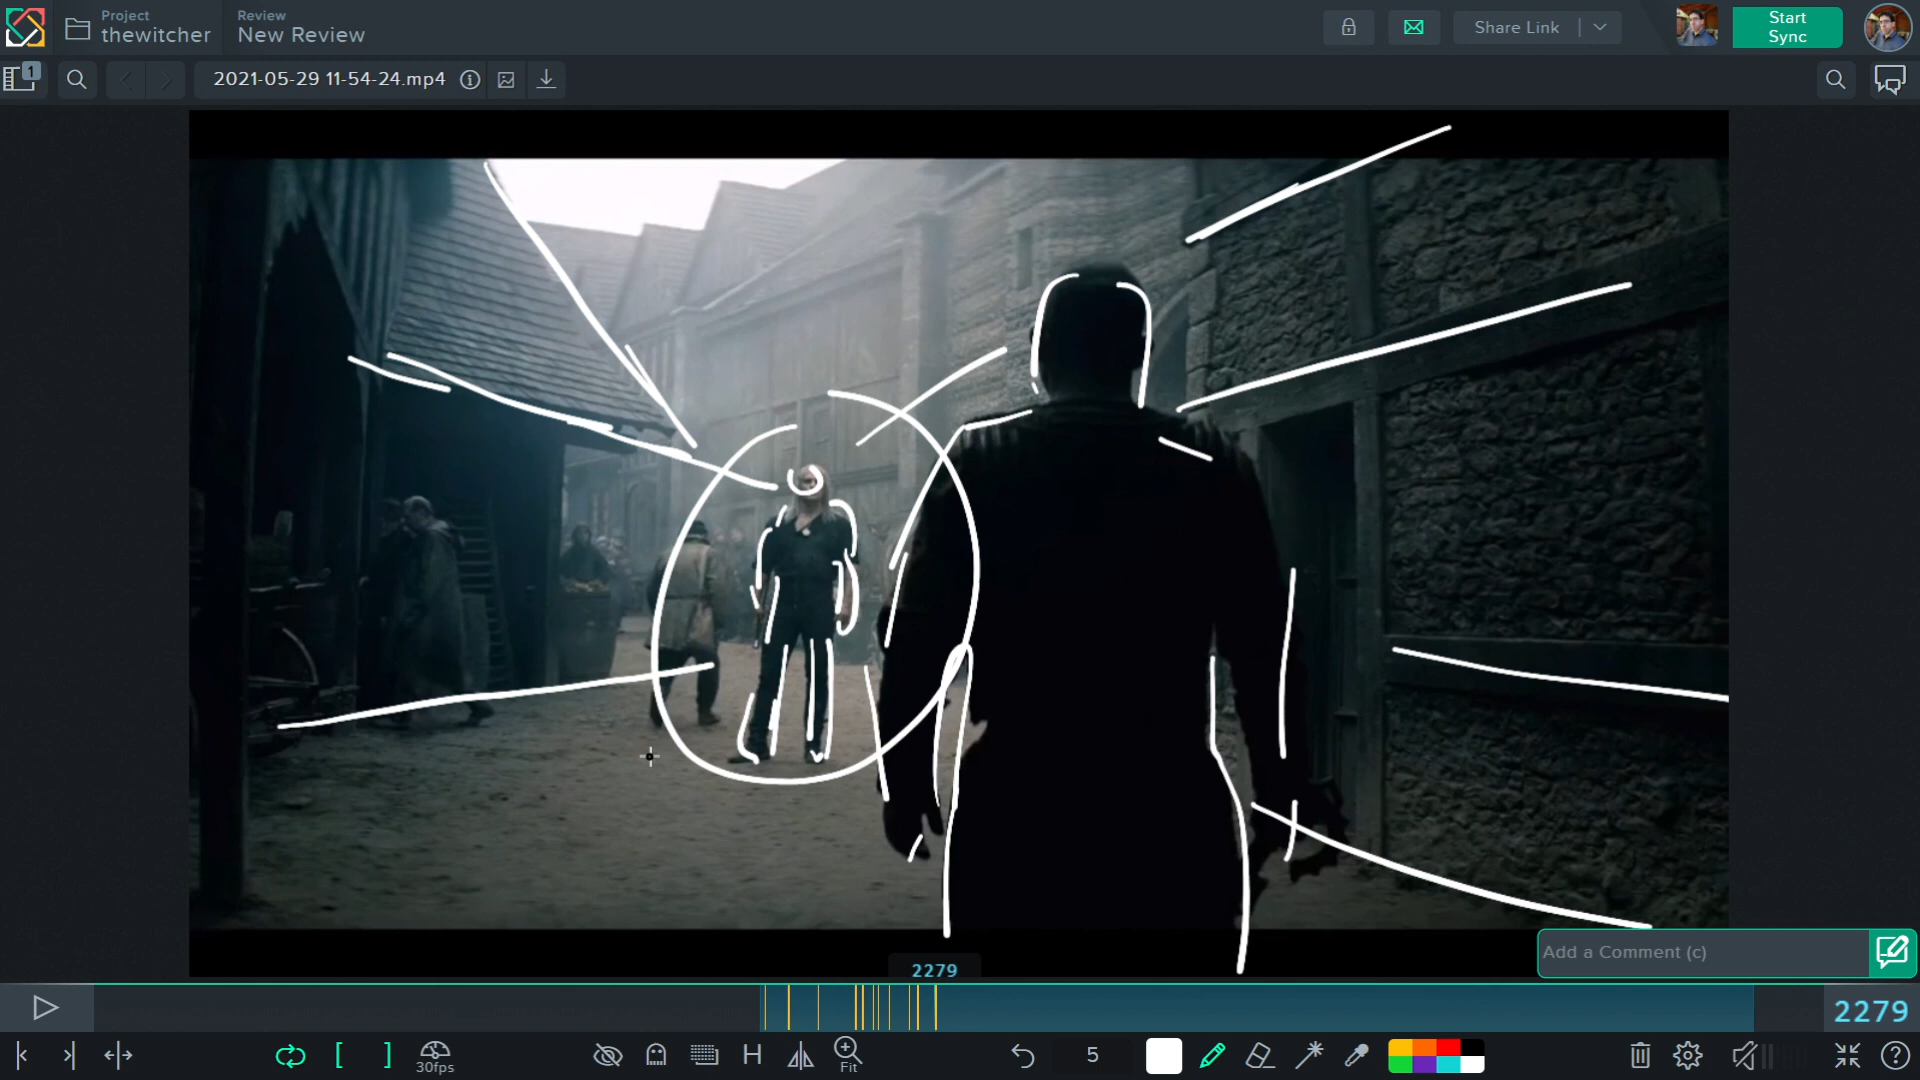 Project
thewitcher
Review
New Review
Share Link
Start
Sync
1
2021-05-29 11-54-24.mp4
Add a Comment (c)
2279
2279
30fps
H
Fit
5